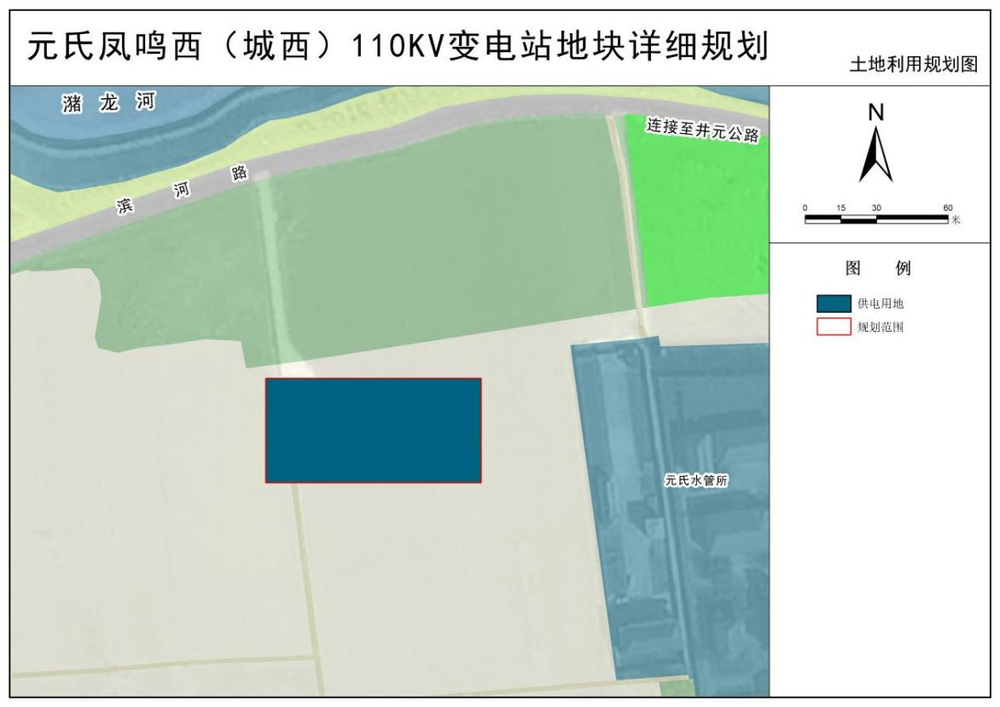 元氏凤鸣西（城西）110KV变电站地块详细规划
土地利用规划图
潴龙河
连接至井元公路
滨河路
元氏水管所
N
0 15 30 60
米
图例
供电用地
规划范围